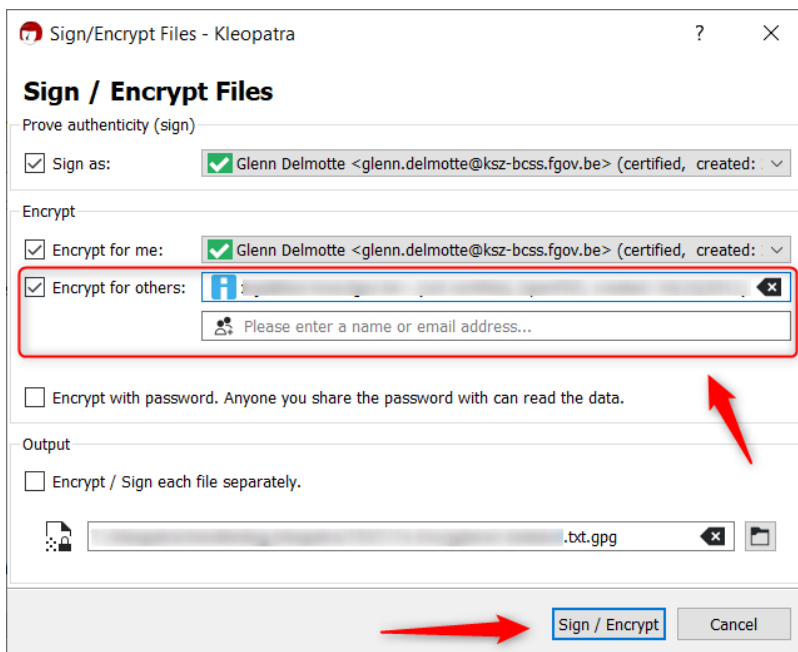 Sign/Encrypt Files - Kleopatra
Sign / Encrypt Files
Prove authenticity (sign)
Sign as: Glenn Delmotte <glenn.delmotte@ksz-bcss.fgov.be> (certified, created:
Encrypt
Encrypt for me: Glenn Delmotte <glenn.delmotte@ksz-bcss.fgov.be> (certified, created:
Encrypt for others:
Please enter a name or email address...
Encrypt with password. Anyone you share the password with can read the data.
Output
Encrypt / Sign each file separately.
.txt.gpg
Sign / Encrypt Cancel